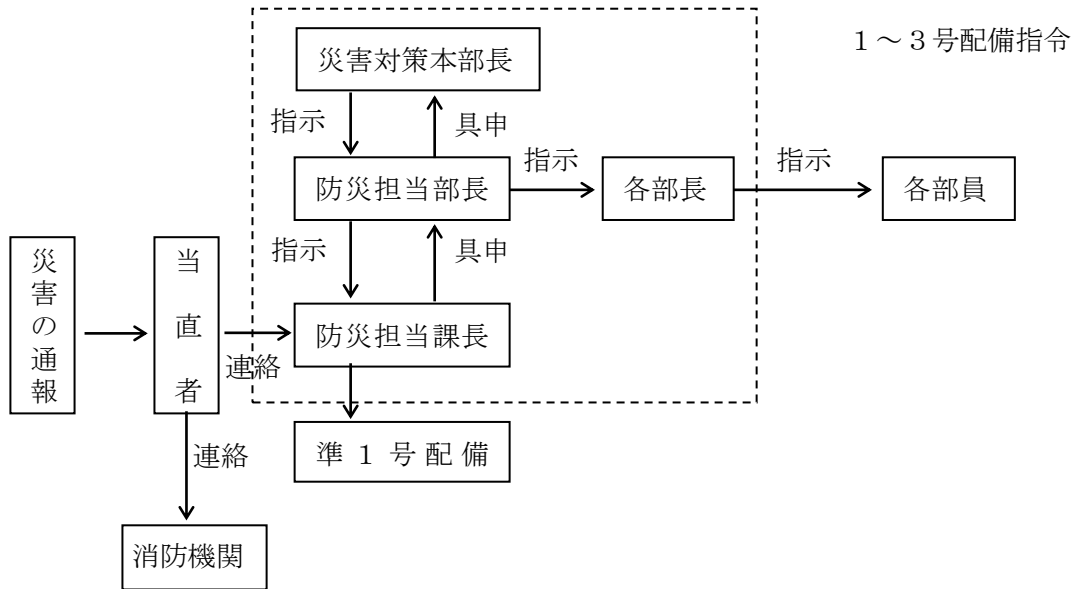 １～３号配備指令
災害対策本部長
指示
具申
防災担当部長
指示
各部長
指示
各部員
指示
具申
災害の通報
当直者
連絡
防災担当課長
準１号配備
連絡
消防機関